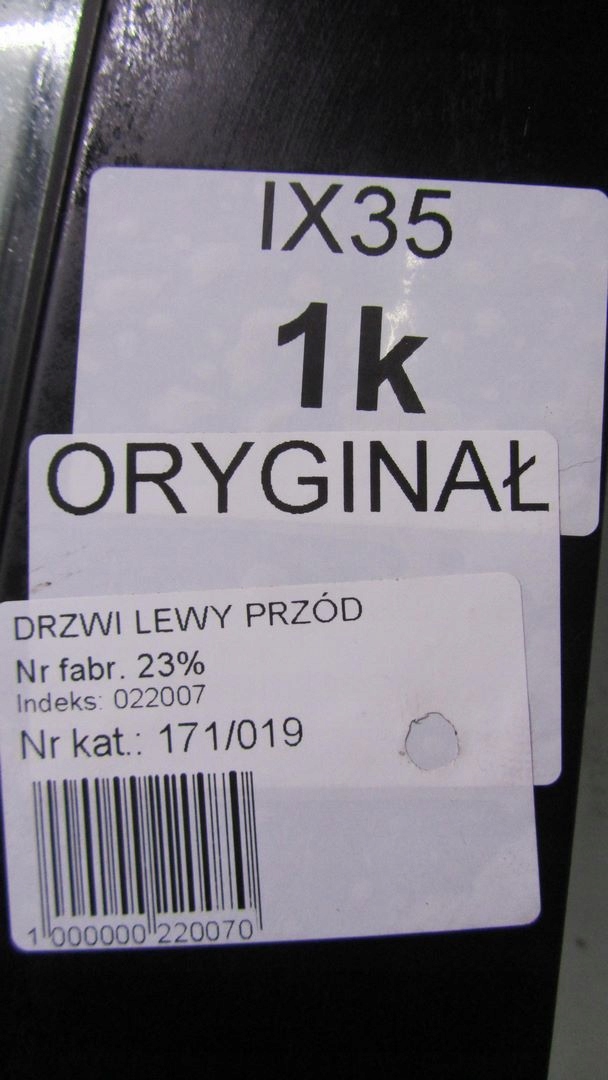 IX35
1k
ORYGINAŁ
DRZWI LEWY PRZÓD
Nr fabr. 23%
Indeks: 022007
Nr kat.: 171/019
1 000000 220070